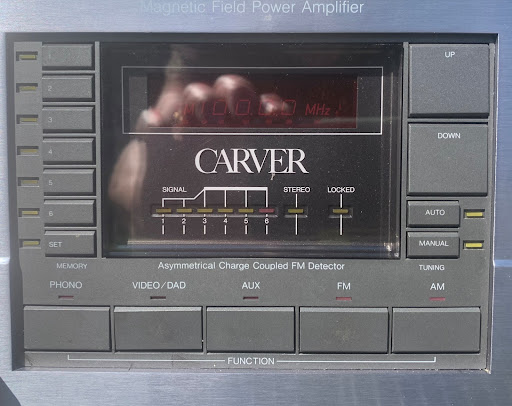 Magnetic Field Power Amplifier
UP
2
3
MHz
4
DOWN
CARVER
5
SIGNAL STEREO LOCKED
6
1 2 3 4 5 6
AUTO
SET
MANUAL
MEMORY
Asymmetrical Charge Coupled FM Detector
TUNING
PHONO VIDEO/DAD AUX FM AM
FUNCTION